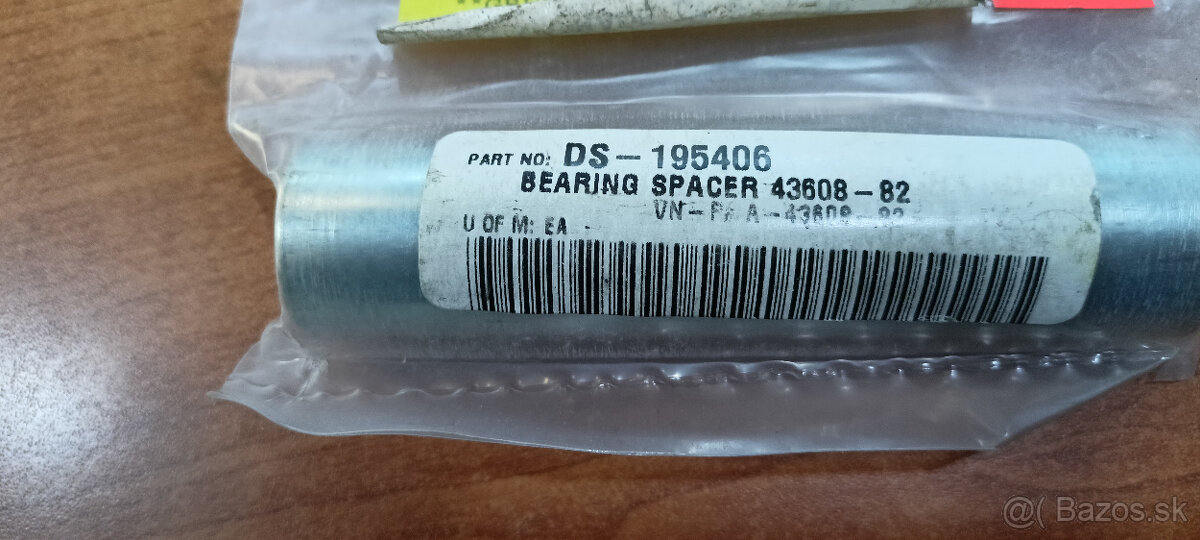 PART NO: DS-195406
BEARING SPACER 43608-82
U OF M: EA
@( Bazos.sk